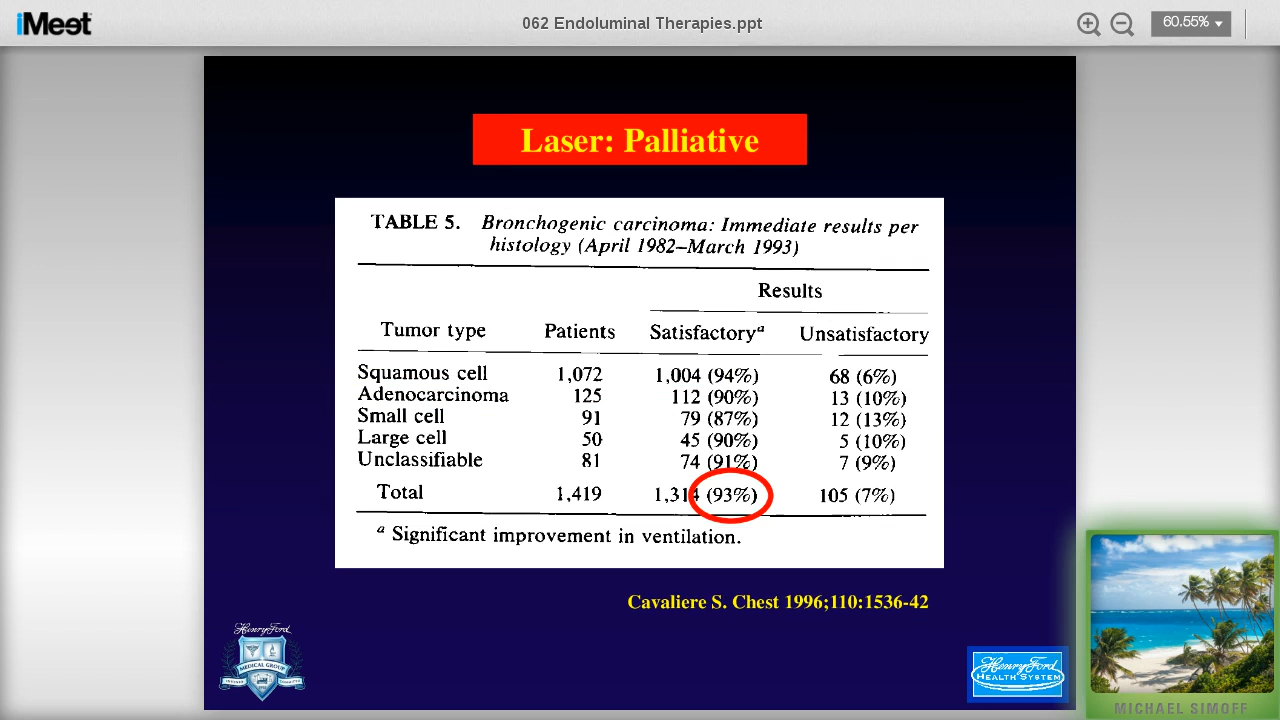 iMeet
062 Endoluminal Therapies.ppt
60.55%
Laser: Palliative
TABLE 5. Bronchogenic carcinoma: Immediate results per
histology (April 1982–March 1993)
Results
Tumor type Patients Satisfactoryª Unsatisfactory
Squamous cell 1,072 1,004 (94%) 68 (6%)
Adenocarcinoma 125 112 (90%) 13 (10%)
Small cell 91 79 (87%) 12 (13%)
Large cell 50 45 (90%) 5 (10%)
Unclassifiable 81 74 (91%) 7 (9%)
Total 1,419 1,314 (93%) 105 (7%)
ª Significant improvement in ventilation.
Cavaliere S. Chest 1996;110:1536-42
Henry Ford
MEDICAL GROUP
Henry Ford
HEALTH SYSTEM
MICHAEL SIMOFF